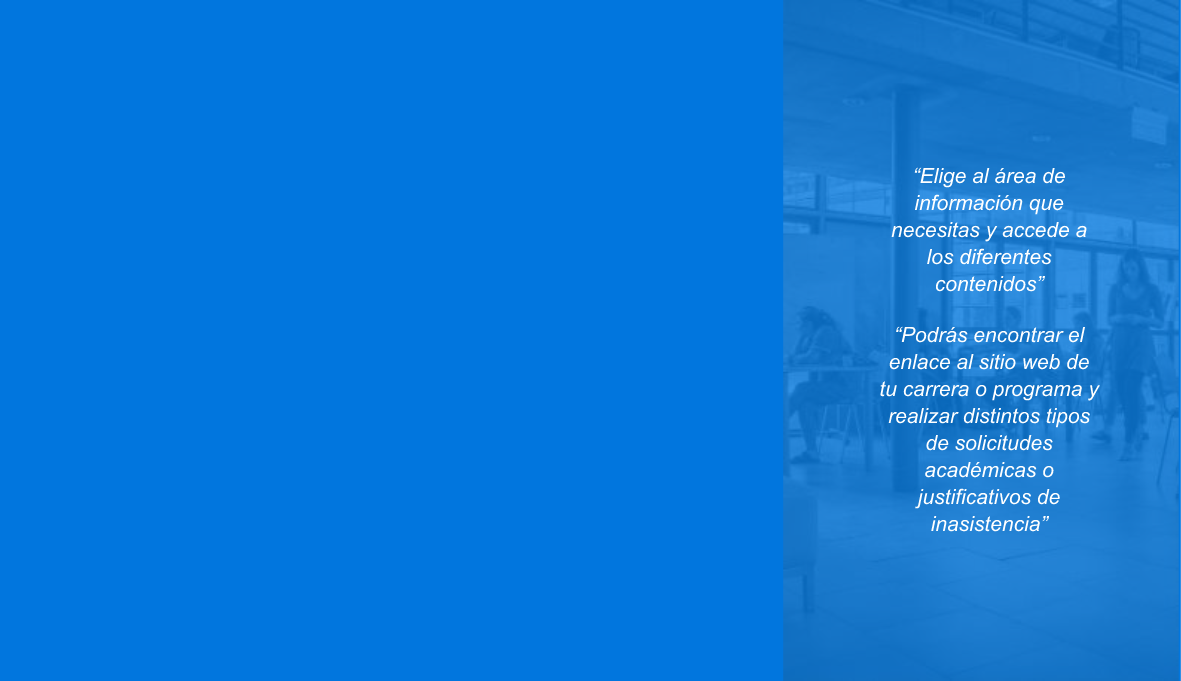 “Elige al área de
información que
necesitas y accede a
los diferentes
contenidos”
“Podrás encontrar el
enlace al sitio web de
tu carrera o programa y
realizar distintos tipos
de solicitudes
académicas o
justificativos de
inasistencia”